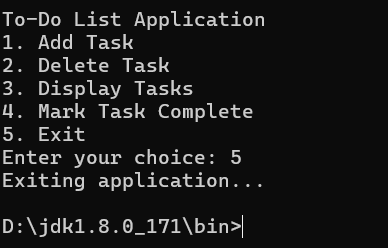 To-Do List Application
1. Add Task
2. Delete Task
3. Display Tasks
4. Mark Task Complete
5. Exit
Enter your choice: 5
Exiting application...
D:\jdk1.8.0_171\bin>